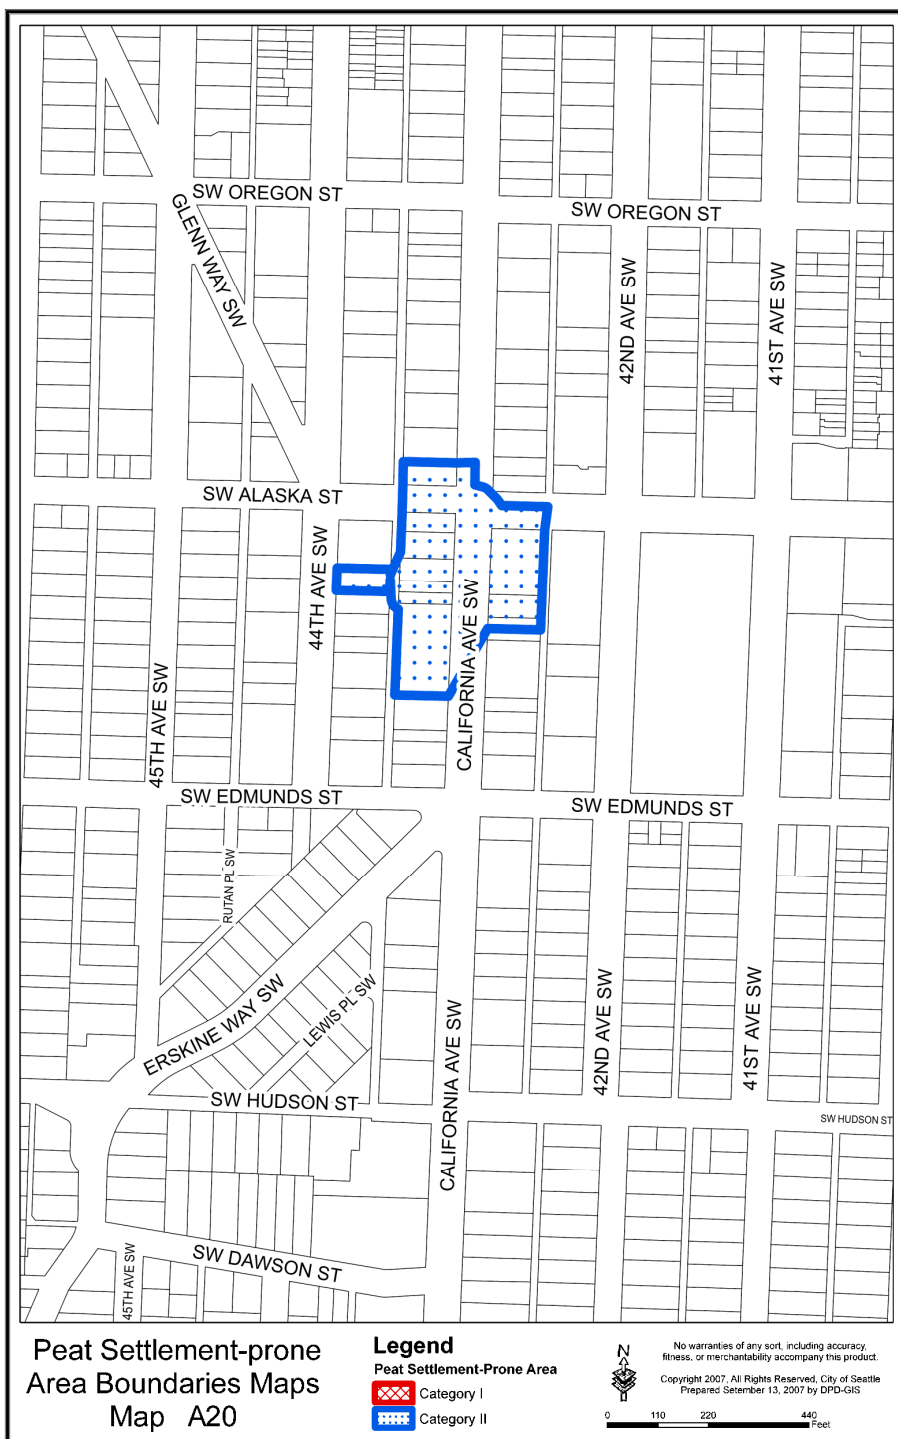 SW OREGON ST
SW OREGON ST
GLENN WAY SW
42ND AVE SW
41ST AVE SW
SW ALASKA ST
44TH AVE SW
CALIFORNIA AVE SW
45TH AVE SW
SW EDMUNDS ST
SW EDMUNDS ST
RUTAN PL SW
ERSKINE WAY SW
LEWIS PL SW
CALIFORNIA AVE SW
42ND AVE SW
41ST AVE SW
SW HUDSON ST
SW HUDSON ST
45TH AVE SW
SW DAWSON ST
Peat Settlement-prone
Area Boundaries Maps
Map A20
Legend
Peat Settlement-Prone Area
Category I
Category II
N
No warranties of any sort, including accuracy,
fitness, or merchantability accompany this product.
Copyright 2007, All Rights Reserved, City of Seattle
Prepared Setember 13, 2007 by DPD-GIS
0 110 220 440
Feet